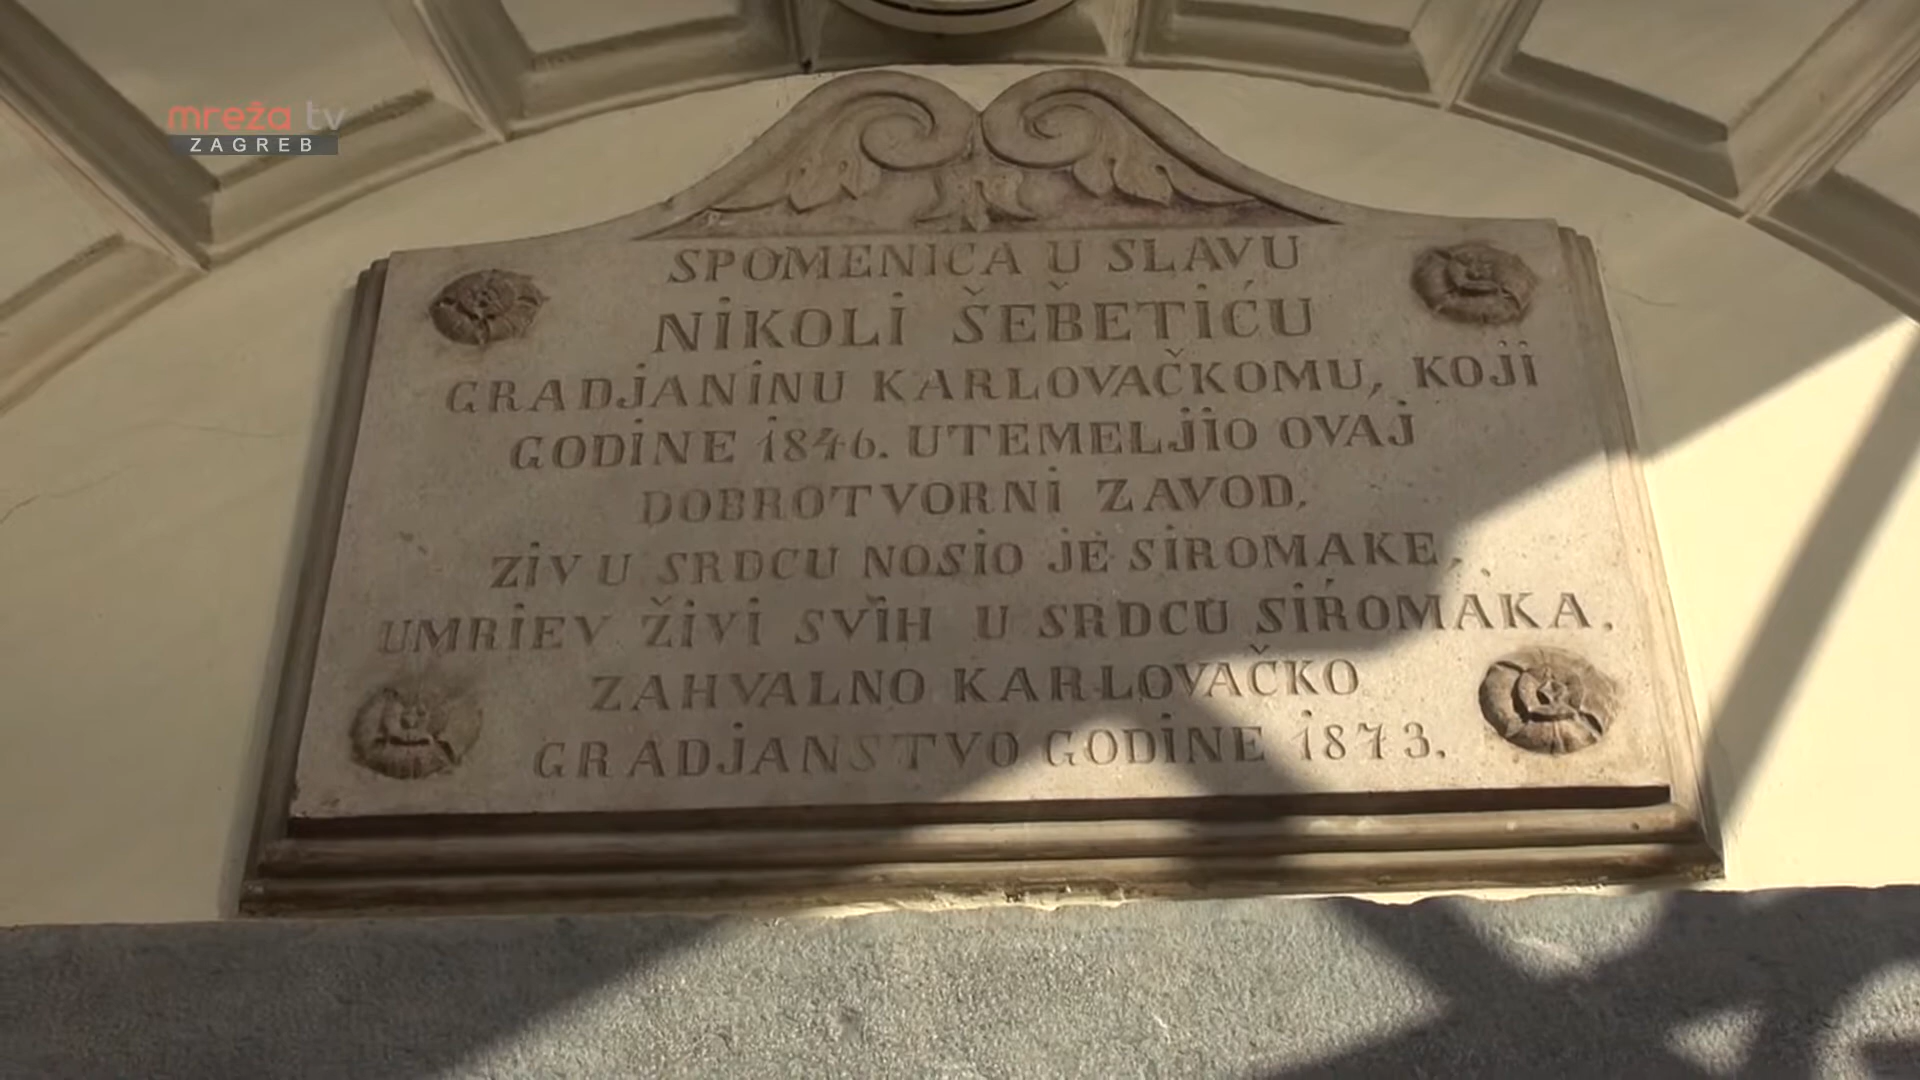 mreža tv
ZAGREB
SPOMENICA U SLAVU
NIKOLI ŠEBETIĆU
GRADJANINU KARLOVAČKOMU, KOJI
GODINE 1846. UTEMELJIO OVAJ
DOBROTVORNI ZAVOD.
ZIV U SRDCU NOSIO JE SIROMAKE,
UMRIEV ŽIVI SVIH U SRDCU SIROMAKA.
ZAHVALNO KARLOVAČKO
GRADJANSTVO GODINE 1873.